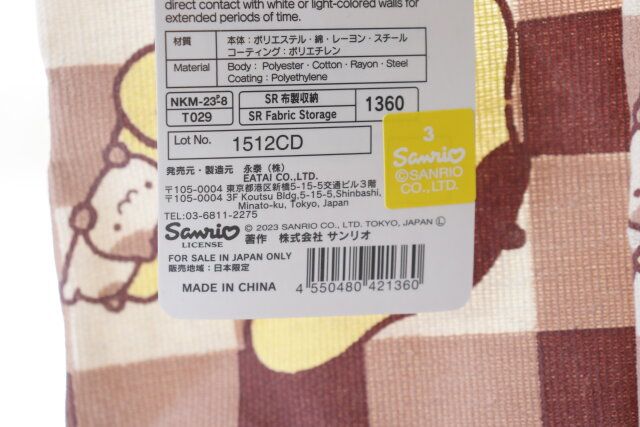 direct contact with white or light-colored walls for
extended periods of time.
材質 本体：ポリエステル・綿・レーヨン・スチール
コーティング：ポリエチレン
Material Body : Polyester・Cotton・Rayon・Steel
Coating : Polyethylene
SR 布製収納 1360
T029 SR Fabric Storage
Lot No. 1512CD
発売元・製造元 永泰（株）
EATAI CO.,LTD.
〒105-0004 東京都港区新橋5-15-5交通ビル3階
〒105-0004 3F Koutsu Bldg,5-15-5,Shinbashi,
Minato-ku, Tokyo, Japan
TEL:03-6811-2275
Sanrio
LICENSE
© 2023 SANRIO CO., LTD. TOKYO, JAPAN Ⓛ
著作 株式会社 サンリオ
FOR SALE IN JAPAN ONLY
販売地域：日本限定
MADE IN CHINA
4 550480 421360
3
Sanrio
©SANRIO
CO.,LTD.